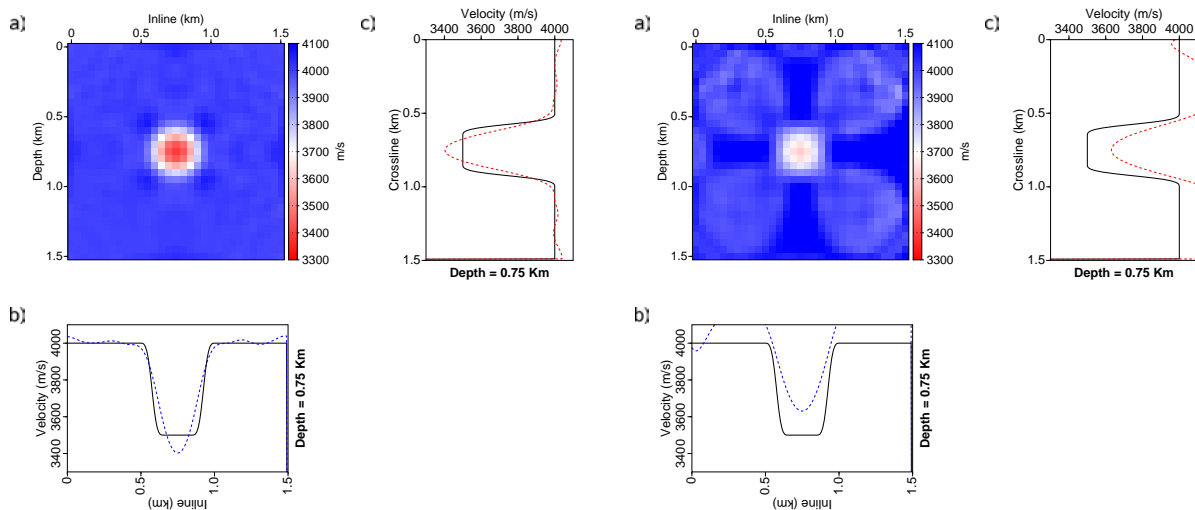 a)
Inline (km)
0 0.5 1.0 1.5
Depth (km)
0
0.5
1.0
1.5
4100
4000
3900
3800
3700
3600
3500
3400
3300
m/s
c)
Velocity (m/s)
3400 3600 3800 4000
Crossline (km)
0
0.5
1.0
1.5
Depth = 0.75 Km
b)
Velocity (m/s)
4000
3800
3600
3400
0 0.5 1.0 1.5
Inline (km)
Depth = 0.75 Km
a)
Inline (km)
0 0.5 1.0 1.5
Depth (km)
0
0.5
1.0
1.5
4100
4000
3900
3800
3700
3600
3500
3400
3300
m/s
c)
Velocity (m/s)
3400 3600 3800 4000
Crossline (km)
0
0.5
1.0
1.5
Depth = 0.75 Km
b)
Velocity (m/s)
4000
3800
3600
3400
0 0.5 1.0 1.5
Inline (km)
Depth = 0.75 Km